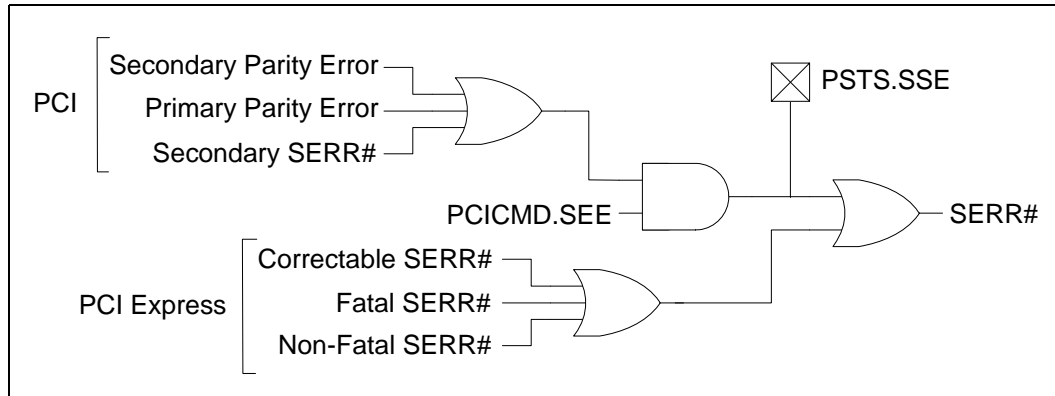 PCI
Secondary Parity Error
Primary Parity Error
Secondary SERR#
PSTS.SSE
PCICMD.SEE
SERR#
PCI Express
Correctable SERR#
Fatal SERR#
Non-Fatal SERR#